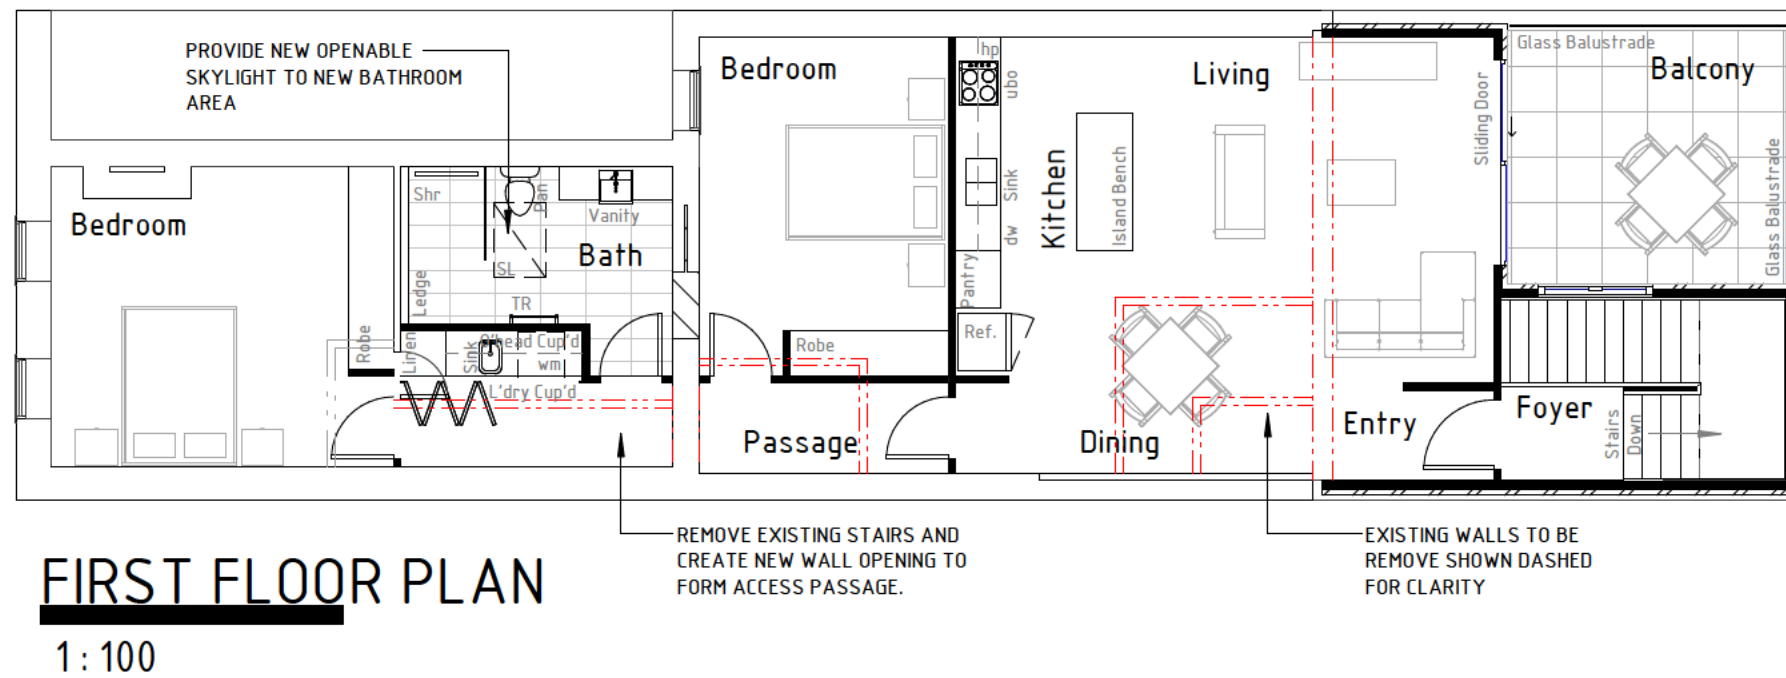 PROVIDE NEW OPENABLE
SKYLIGHT TO NEW BATHROOM
AREA
Bedroom
Robe
Shr
Pan
Vanity
Bath
SL
Ledge
TR
Linen
Sink
O'head Cup'd
wm
L'dry Cup'd
Bedroom
Robe
Passage
hp
ubo
Sink
dw
Pantry
Ref.
Kitchen
Island Bench
Living
Dining
Entry
Sliding Door
Glass Balustrade
Balcony
Glass Balustrade
Foyer
Stairs
Down
REMOVE EXISTING STAIRS AND
CREATE NEW WALL OPENING TO
FORM ACCESS PASSAGE.
EXISTING WALLS TO BE
REMOVE SHOWN DASHED
FOR CLARITY
FIRST FLOOR PLAN
1 : 100